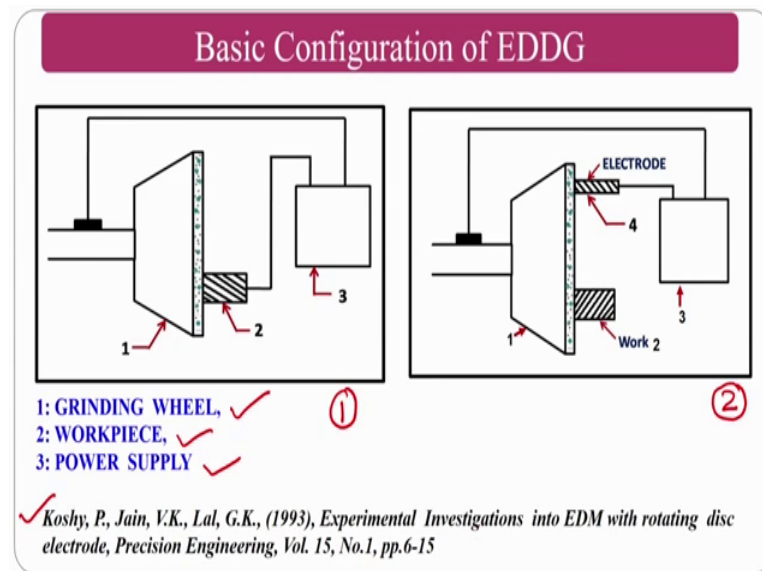 Basic Configuration of EDDG
1
2
3
ELECTRODE
4
3
1
Work 2
1: GRINDING WHEEL,
2: WORKPIECE,
3: POWER SUPPLY
①
②
Koshy, P., Jain, V.K., Lal, G.K., (1993), Experimental Investigations into EDM with rotating disc
electrode, Precision Engineering, Vol. 15, No.1, pp.6-15